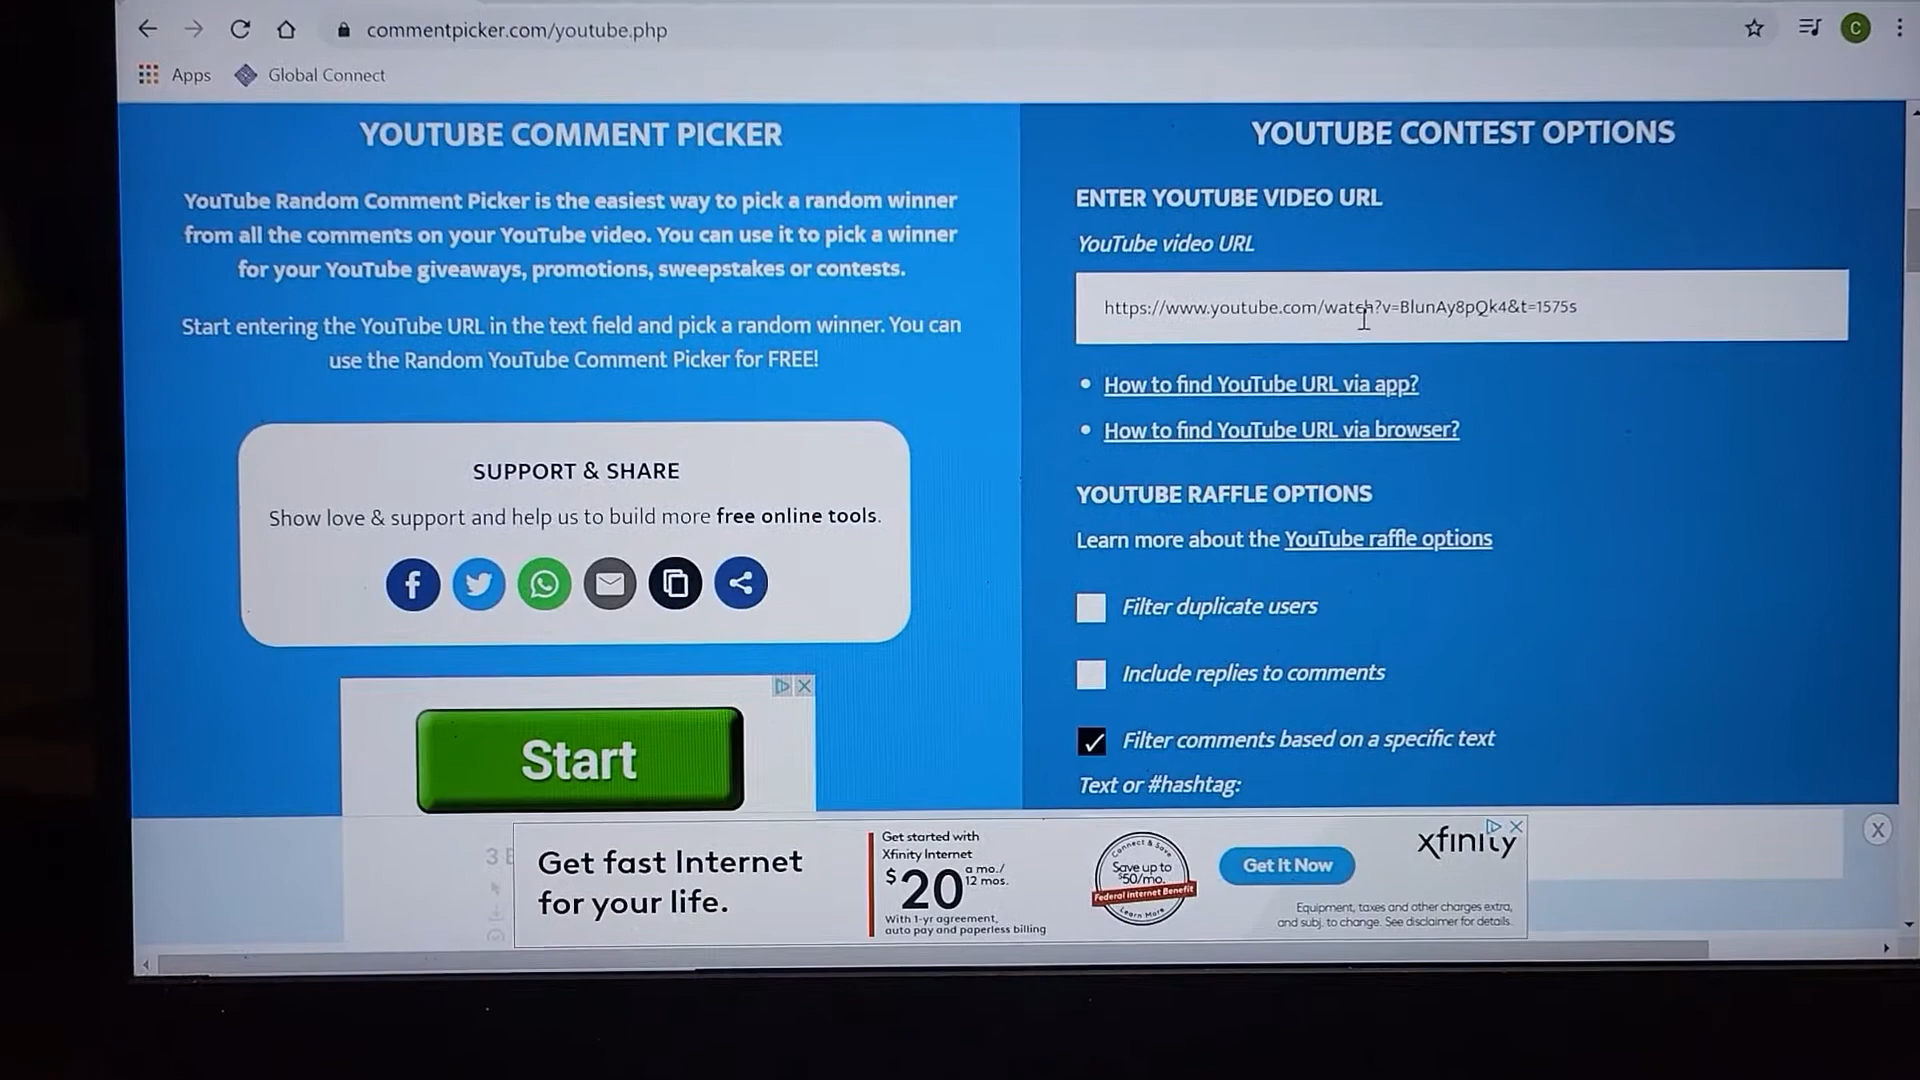 commentpicker.com/youtube.php
C
Apps
Global Connect
YOUTUBE COMMENT PICKER
YouTube Random Comment Picker is the easiest way to pick a random winner
from all the comments on your YouTube video. You can use it to pick a winner
for your YouTube giveaways, promotions, sweepstakes or contests.
Start entering the YouTube URL in the text field and pick a random winner. You can
use the Random YouTube Comment Picker for FREE!
SUPPORT & SHARE
Show love & support and help us to build more free online tools.
Start
YOUTUBE CONTEST OPTIONS
ENTER YOUTUBE VIDEO URL
YouTube video URL
https://www.youtube.com/watch?v=BlunAy8pQk4&t=1575s
How to find YouTube URL via app?
How to find YouTube URL via browser?
YOUTUBE RAFFLE OPTIONS
Learn more about the YouTube raffle options
Filter duplicate users
Include replies to comments
Filter comments based on a specific text
Text or #hashtag:
3
Get fast Internet
for your life.
Get started with
Xfinity Internet
$20 a mo./
12 mos.
With 1-yr agreement,
auto pay and paperless billing
Connect & Save
Save up to
$50/mo.
Federal Internet Benefit
Learn More
Get It Now
xfinity
Equipment, taxes and other charges extra,
and subj. to change. See disclaimer for details.
X